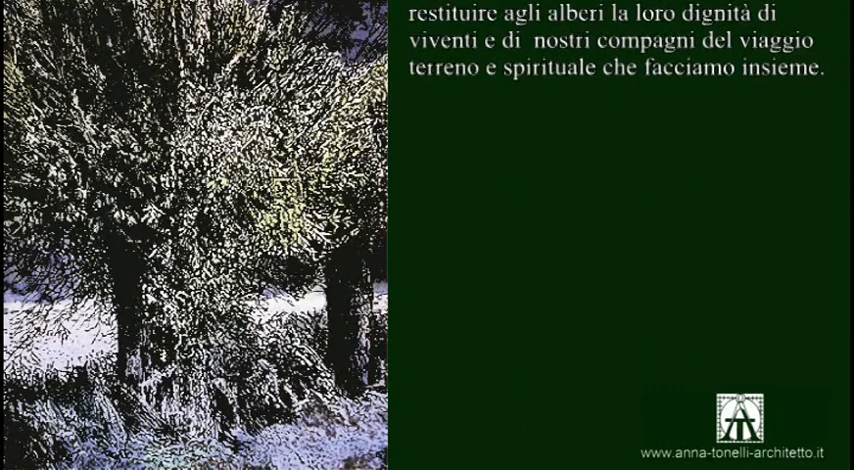 restituire agli alberi la loro dignità di
viventi e di nostri compagni del viaggio
terreno e spirituale che facciamo insieme.
www.anna-tonelli-architetto.it